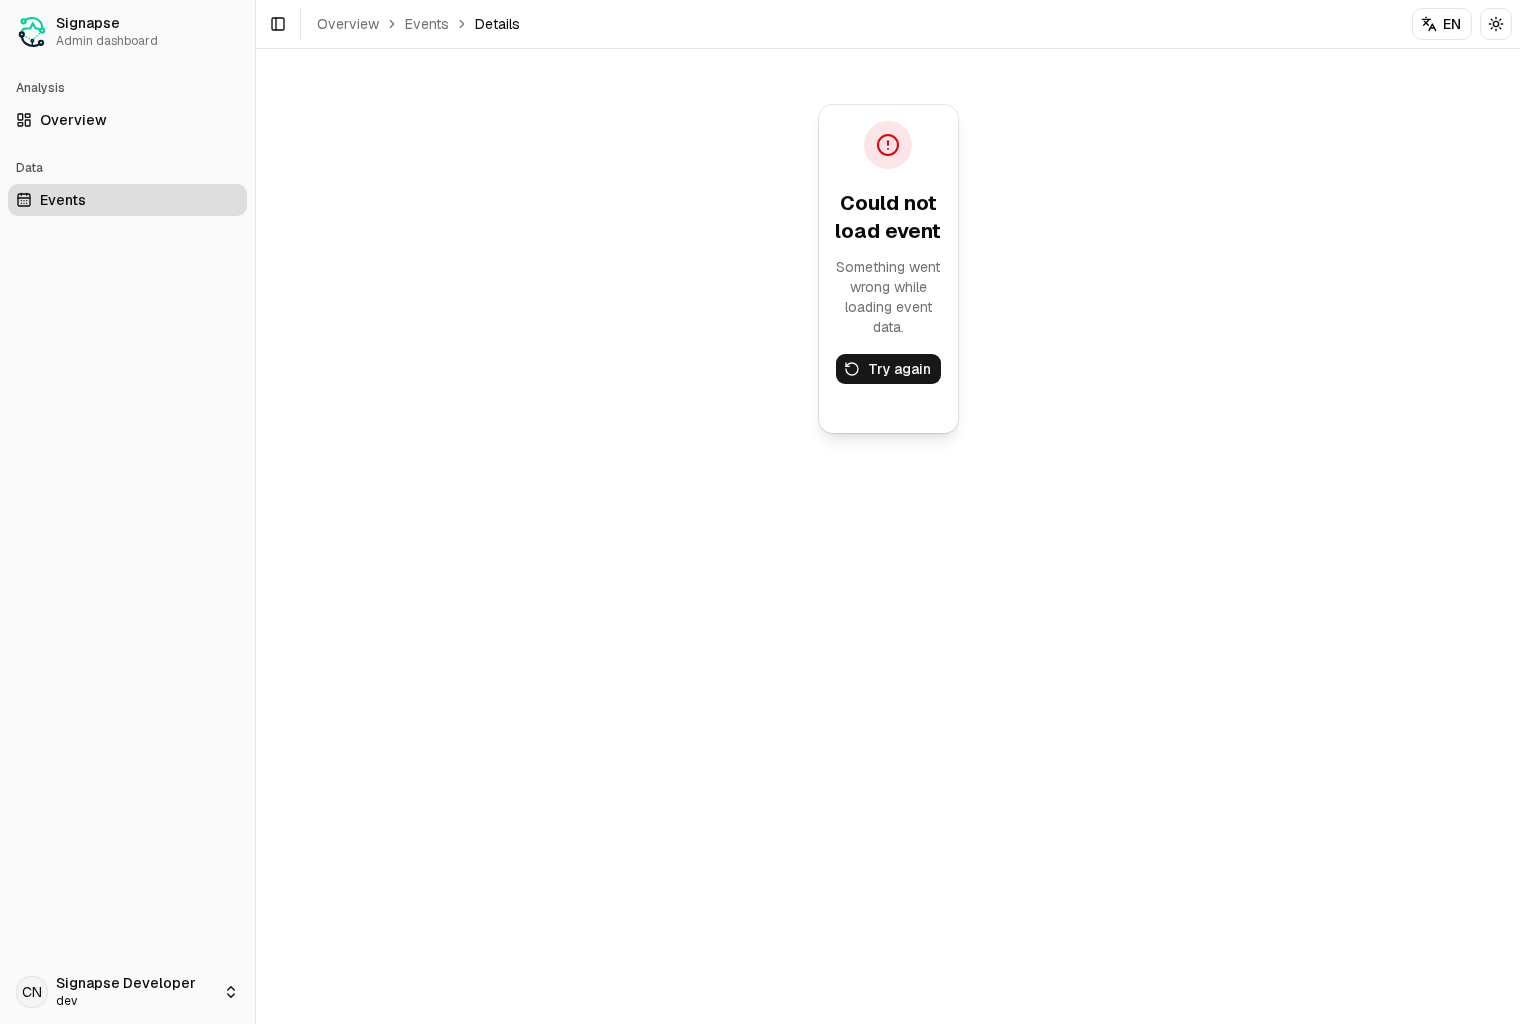 Signapse
Admin dashboard
Analysis
Overview
Data
Events
CN
Signapse Developer
dev
Overview
Events
Details
EN
Could not
load event
Something went
wrong while
loading event
data.
Try again